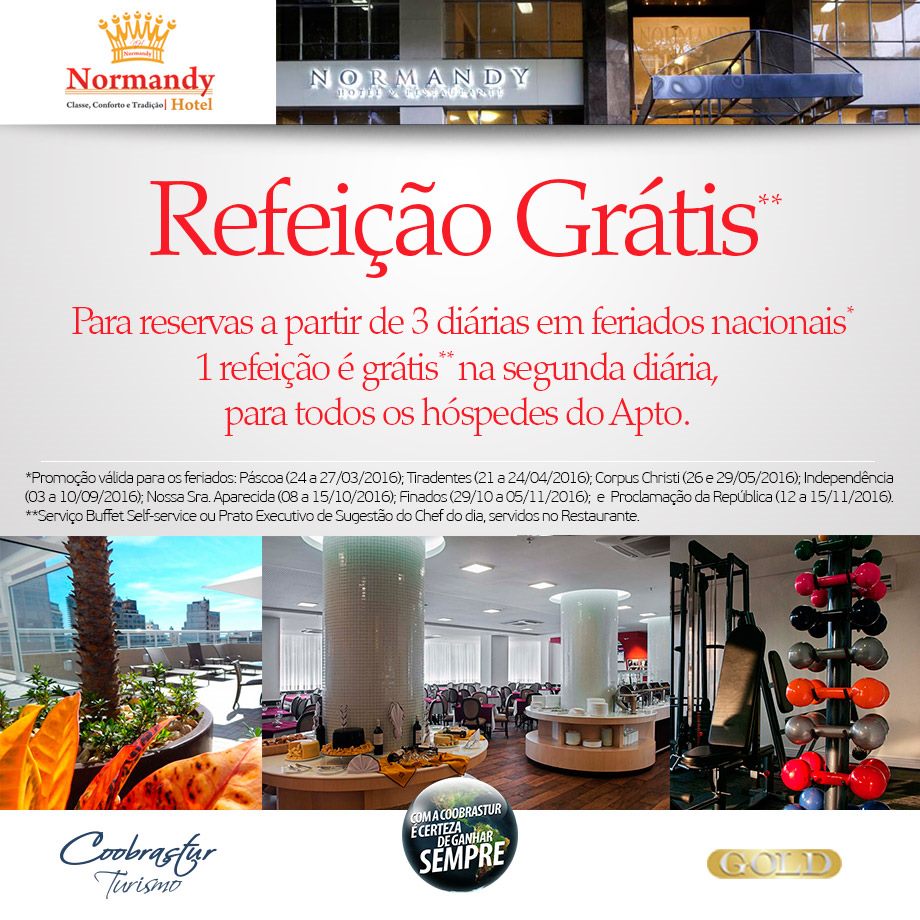 Normandy
Normandy
Classe, Conforto e Tradição| Hotel
NORMANDY
HOTEL & RESTAURANTE
Refeição Grátis**
Para reservas a partir de 3 diárias em feriados nacionais*
1 refeição é grátis** na segunda diária,
para todos os hóspedes do Apto.
*Promoção válida para os feriados: Páscoa (24 a 27/03/2016); Tiradentes (21 a 24/04/2016); Corpus Christi (26 e 29/05/2016); Independência
(03 a 10/09/2016); Nossa Sra. Aparecida (08 a 15/10/2016); Finados (29/10 a 05/11/2016); e Proclamação da República (12 a 15/11/2016).
**Serviço Buffet Self-service ou Prato Executivo de Sugestão do Chef do dia, servidos no Restaurante.
Coobrastur
Turismo
COM A COOBRASTUR
É CERTEZA
DE GANHAR
SEMPRE
GOLD